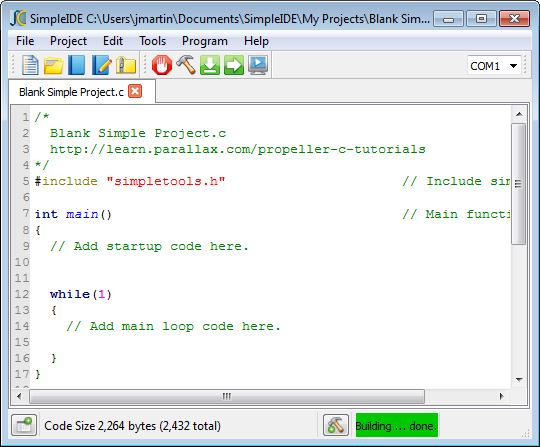 SimpleIDE C:\Users\jmartin\Documents\SimpleIDE\My Projects\Blank Sim...
File Project Edit Tools Program Help
COM1
Blank Simple Project.c
1 /*
2 Blank Simple Project.c
3 http://learn.parallax.com/propeller-c-tutorials
4 */
5 #include "simpletools.h" // Include sim
6
7 int main() // Main functi
8 {
9 // Add startup code here.
10
11
12 while(1)
13 {
14 // Add main loop code here.
15
16 }
17 }
18
Code Size 2,264 bytes (2,432 total)
Building ... done.